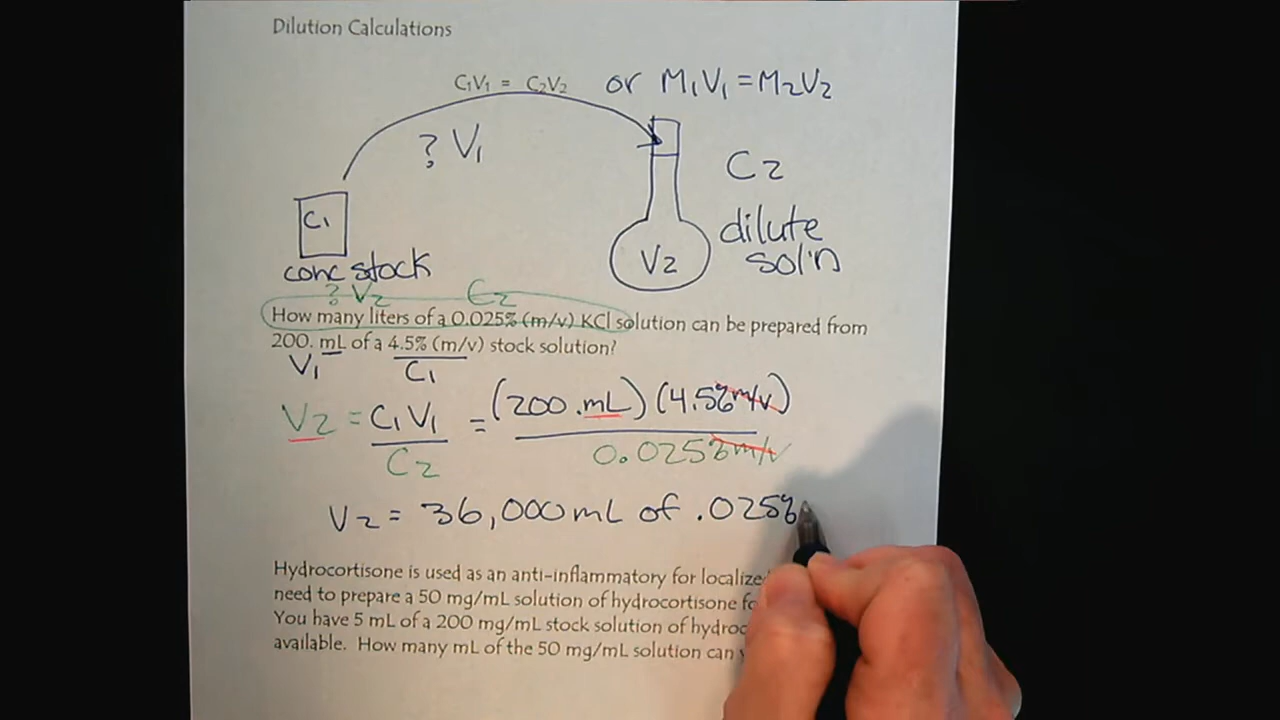 Dilution Calculations
C₁V₁ = C₂V₂ or M₁V₁ = M₂V₂
? V₁
C₂
C₁
dilute
V₂ sol'n
conc stock
? V₂ C₂
How many liters of a 0.025% (m/v) KCl solution can be prepared from
200. mL of a 4.5% (m/v) stock solution?
V₁ C₁
V₂ = C₁V₁ = (200.mL)(4.5% m/v)
C₂ 0.025% m/v
V₂ = 36,000 mL of .025%
Hydrocortisone is used as an anti-inflammatory for
need to prepare a 50 mg/mL solution of hydrocortisone
You have 5 mL of a 200 mg/mL stock solution of
available. How many mL of the 50 mg/mL solution can